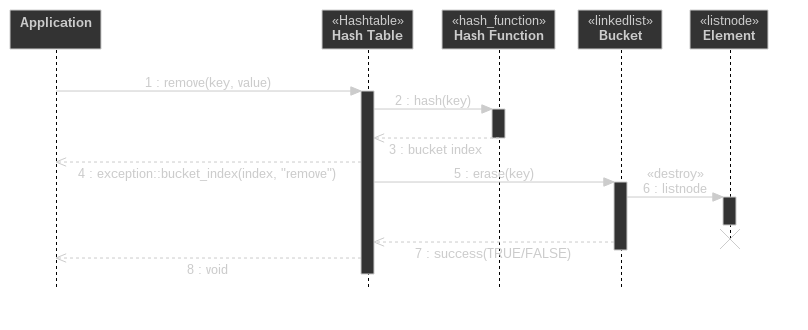 Application
«Hashtable»
Hash Table
«hash_function»
Hash Function
«linkedlist»
Bucket
«listnode»
Element
1 : remove(key, value)
2 : hash(key)
3 : bucket index
4 : exception::bucket_index(index, "remove")
5 : erase(key)
«destroy»
6 : listnode
7 : success(TRUE/FALSE)
8 : void